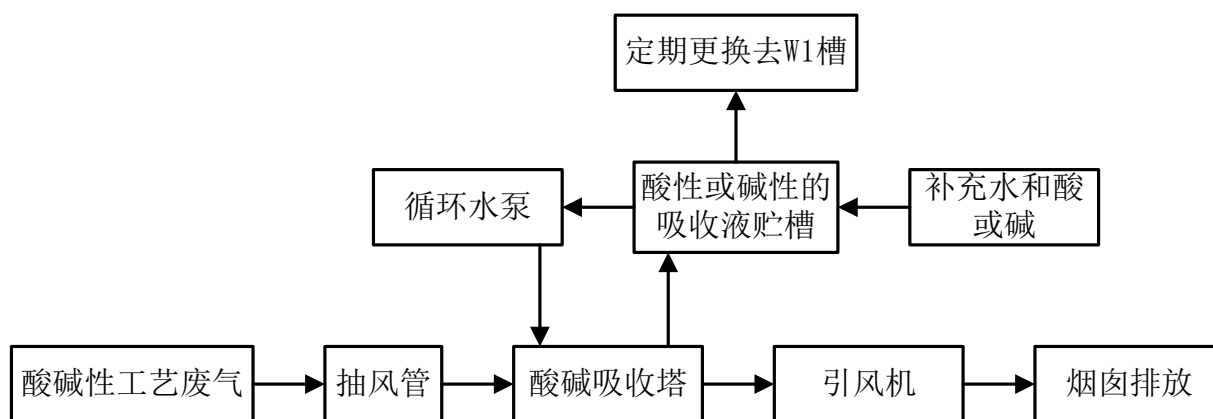 定期更换去W1槽
循环水泵
酸性或碱性的
吸收液贮槽
补充水和酸
或碱
酸碱性工艺废气
抽风管
酸碱吸收塔
引风机
烟囱排放